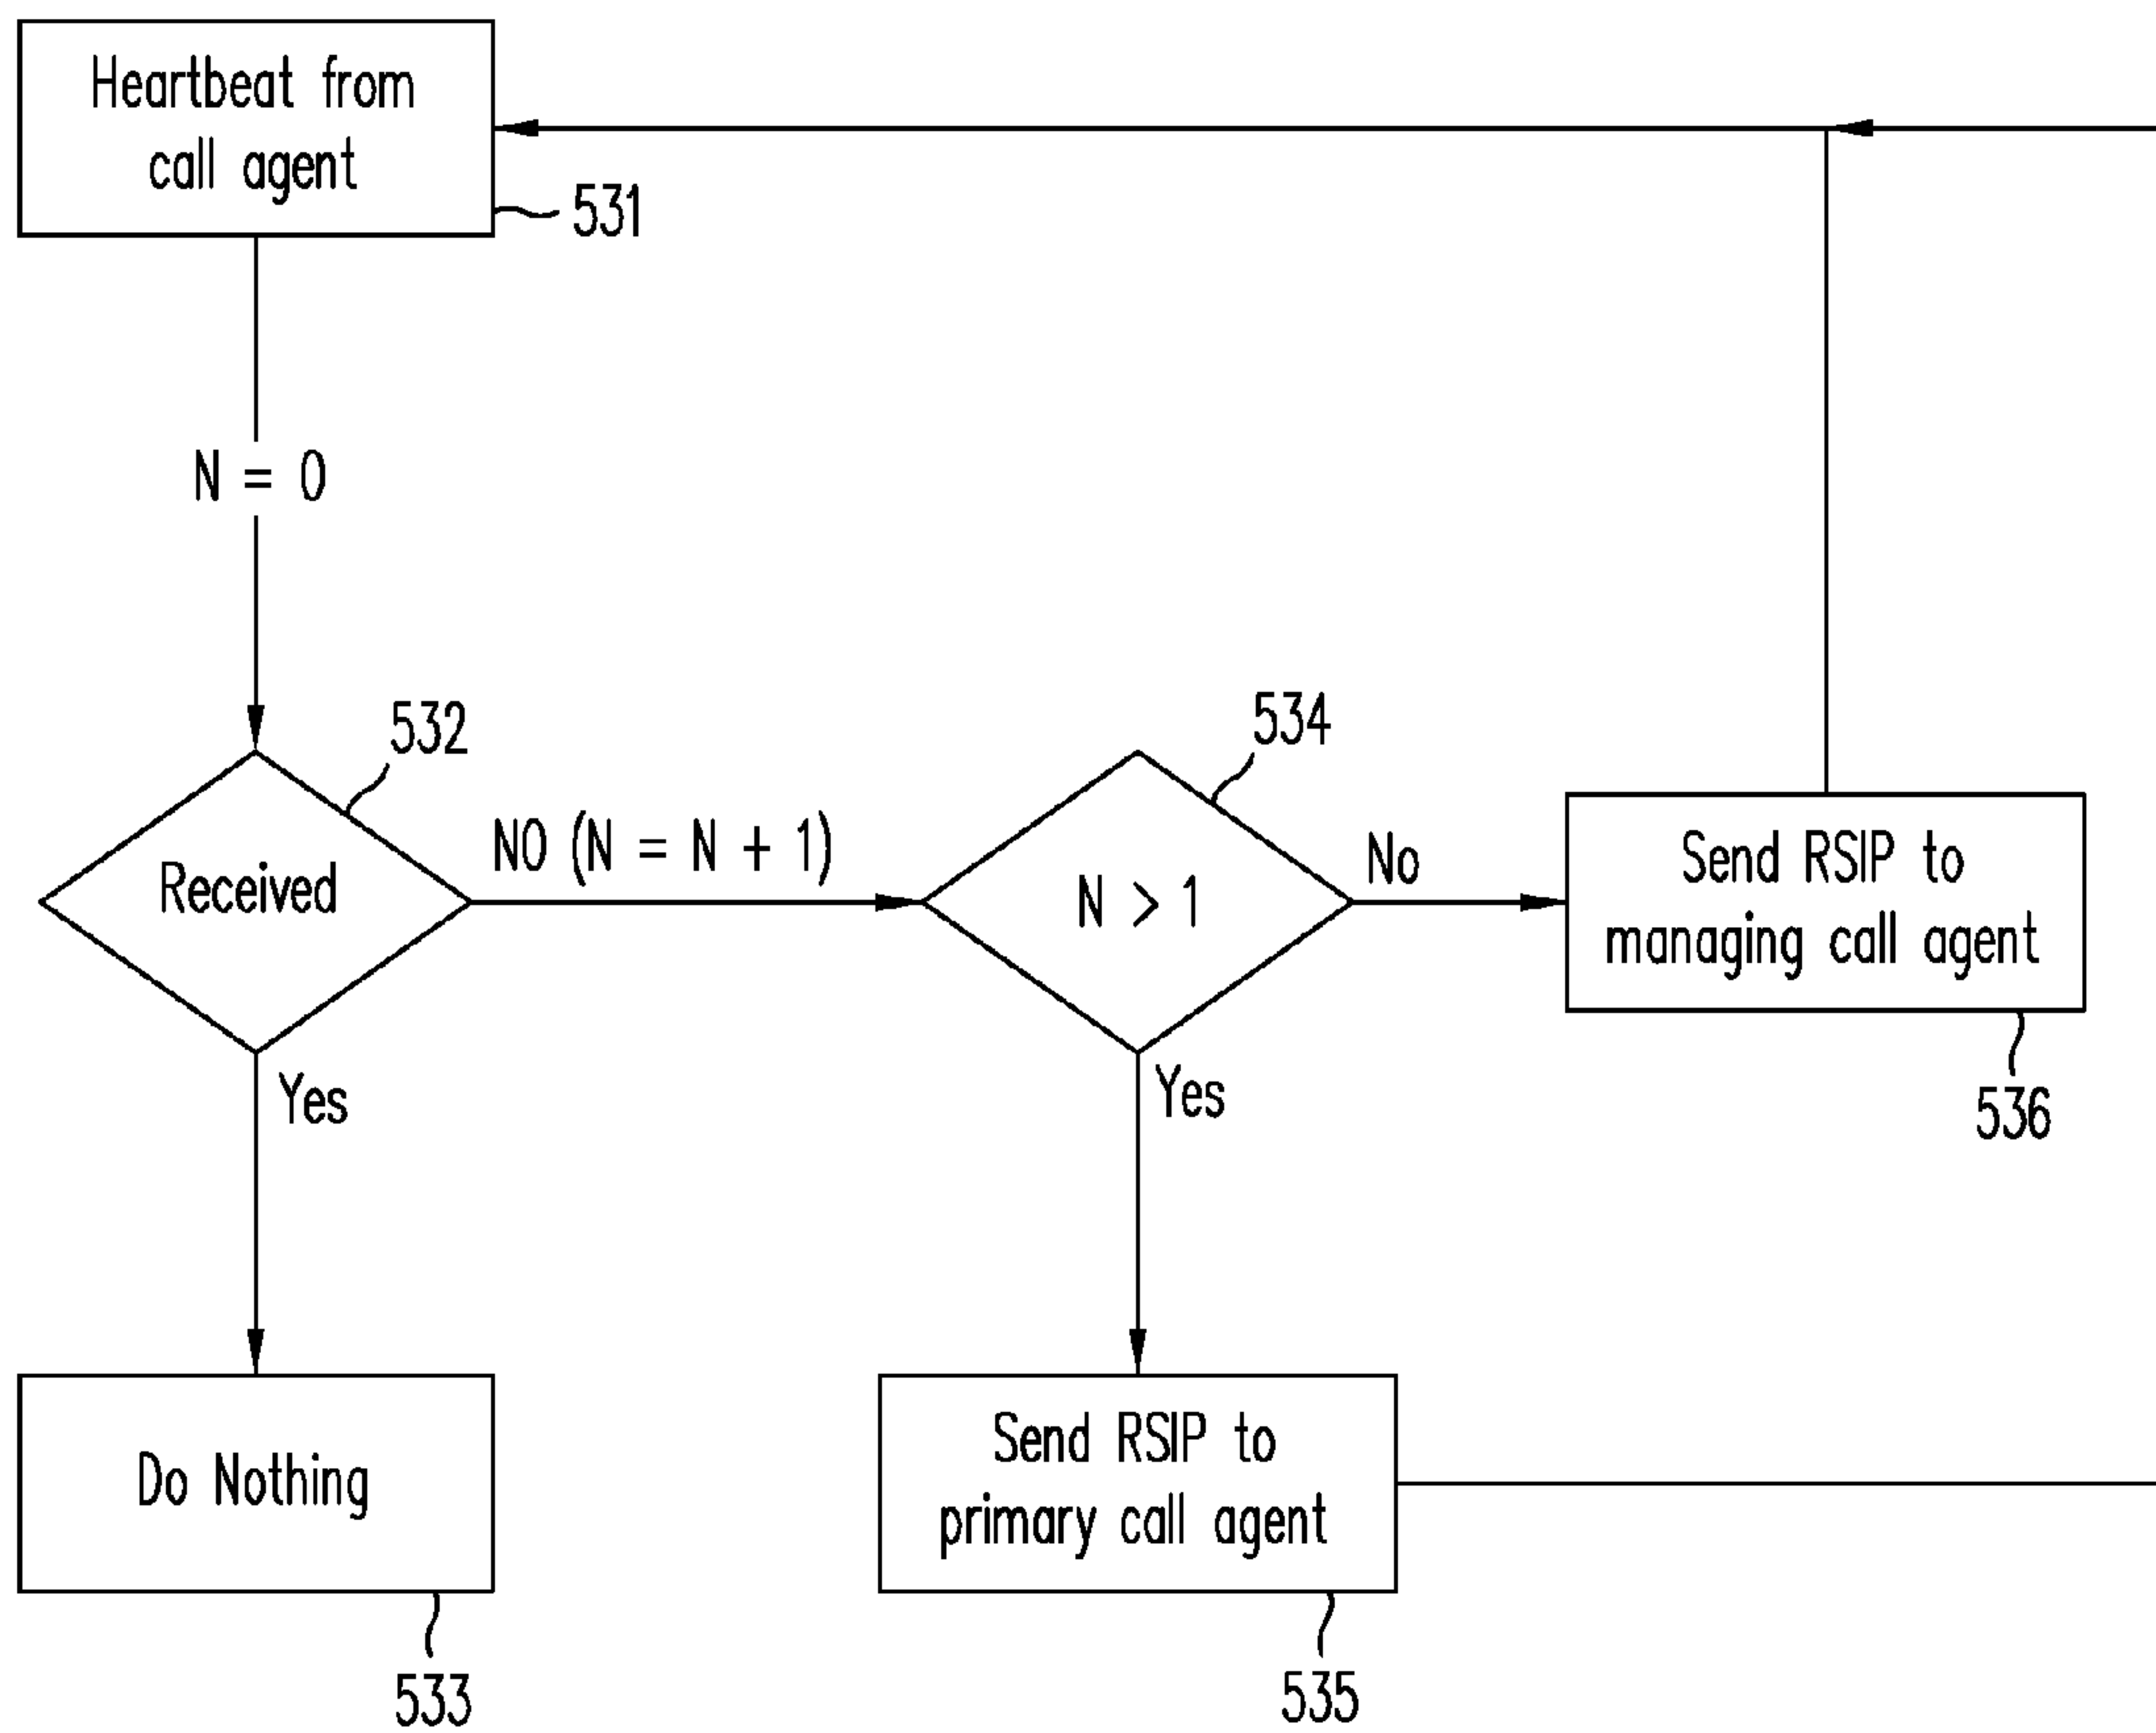 Heartbeat from
call agent
531
N = 0
532
534
Received
NO (N = N + 1)
N > 1
No
Send RSIP to
managing call agent
536
Yes
Yes
Do Nothing
533
Send RSIP to
primary call agent
535